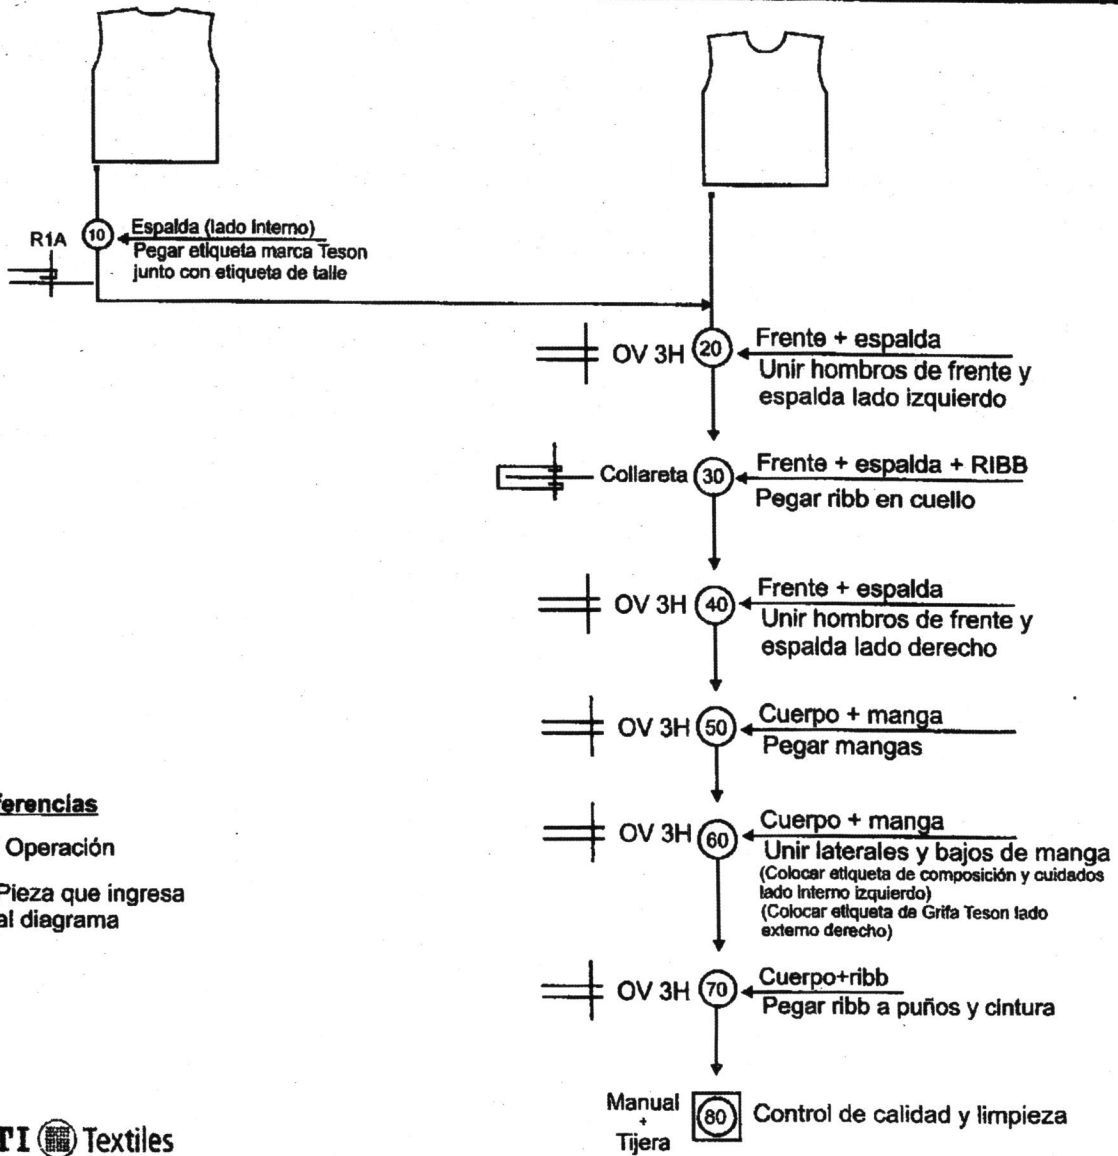 R1A
10
Espalda (lado Interno)
Pegar etiqueta marca Teson
junto con etiqueta de talle
OV 3H
20
Frente + espalda
Unir hombros de frente y
espalda lado izquierdo
Collareta
30
Frente + espalda + RIBB
Pegar ribb en cuello
OV 3H
40
Frente + espalda
Unir hombros de frente y
espalda lado derecho
OV 3H
50
Cuerpo + manga
Pegar mangas
OV 3H
60
Cuerpo + manga
Unir laterales y bajos de manga
(Colocar etiqueta de composición y cuidados
lado Interno izquierdo)
(Colocar etiqueta de Grifa Teson lado
externo derecho)
ferencias
Operación
Pieza que ingresa
al diagrama
OV 3H
70
Cuerpo+ribb
Pegar ribb a puños y cintura
Manual
+
Tijera
80
Control de calidad y limpieza
TI Textiles